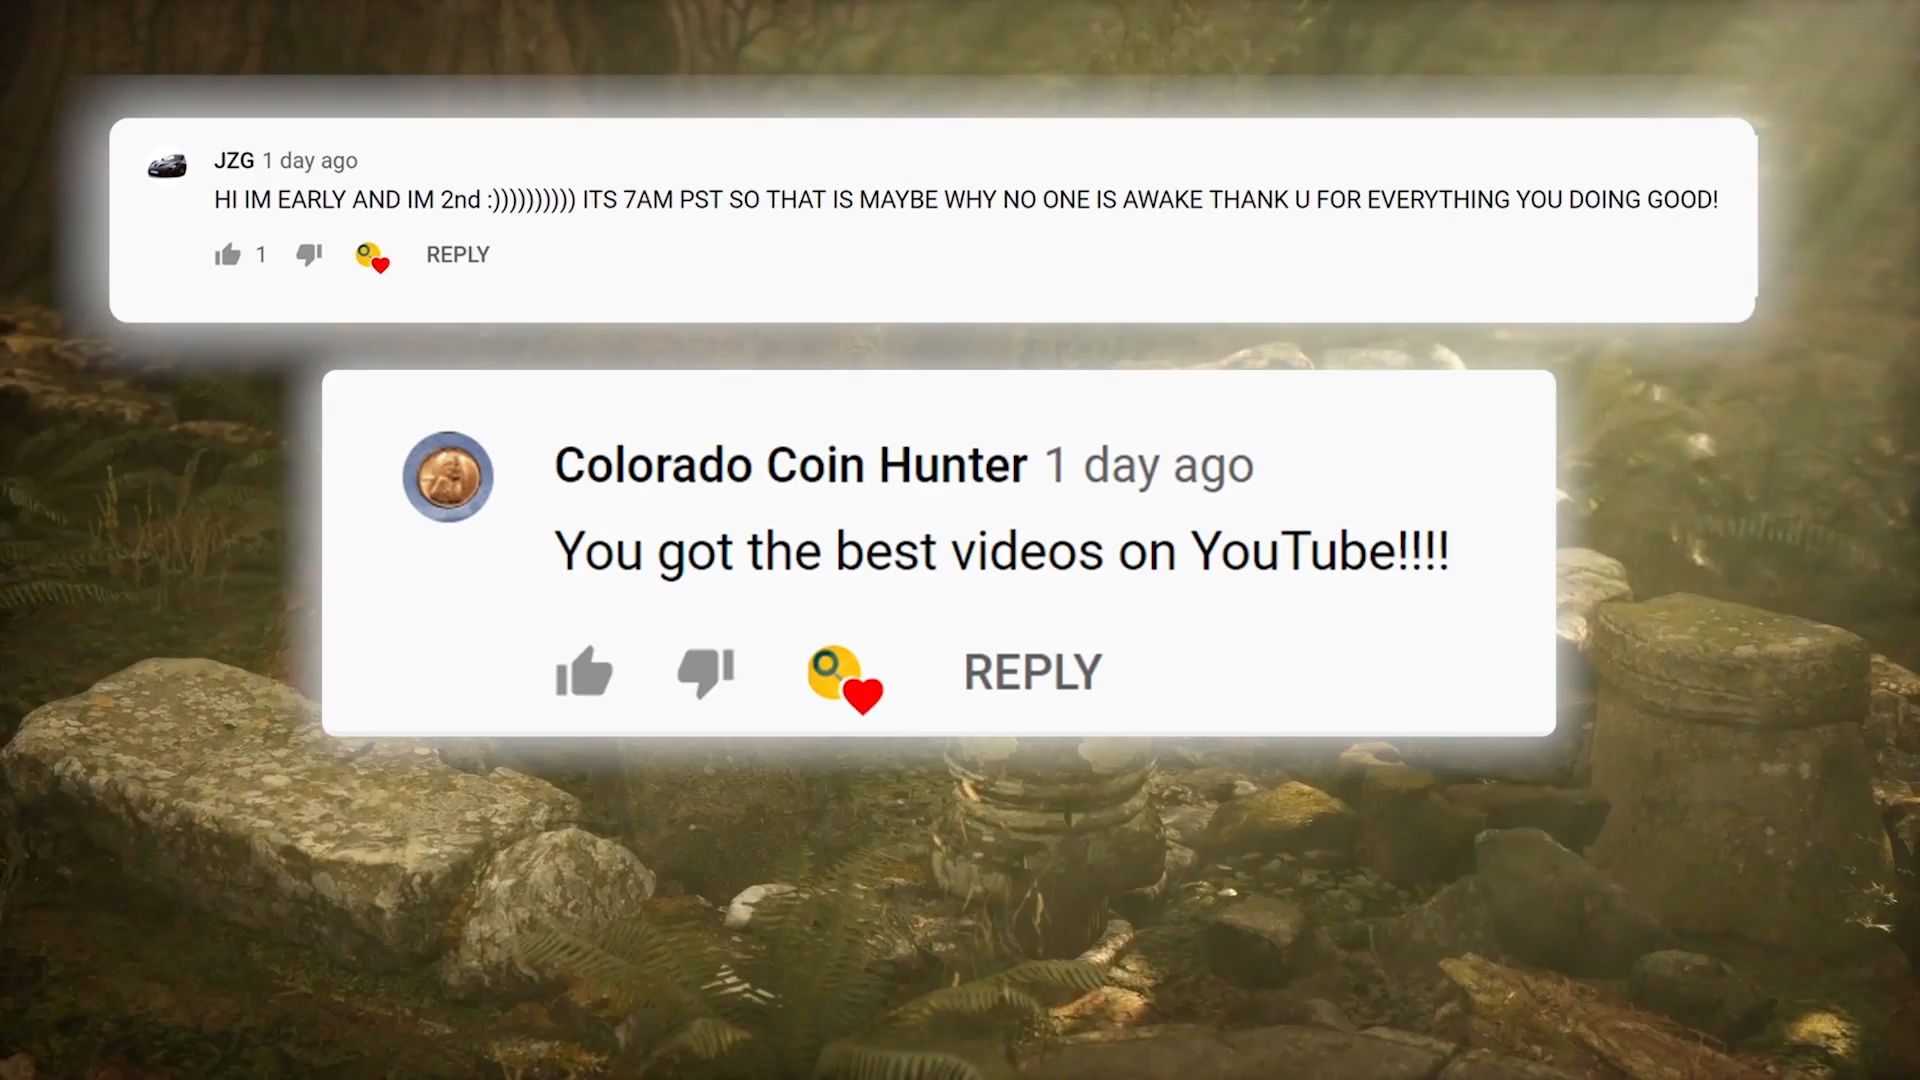 JZG 1 day ago
HI IM EARLY AND IM 2nd :)))))))))) ITS 7AM PST SO THAT IS MAYBE WHY NO ONE IS AWAKE THANK U FOR EVERYTHING YOU DOING GOOD!
1 REPLY
Colorado Coin Hunter 1 day ago
You got the best videos on YouTube!!!!
REPLY